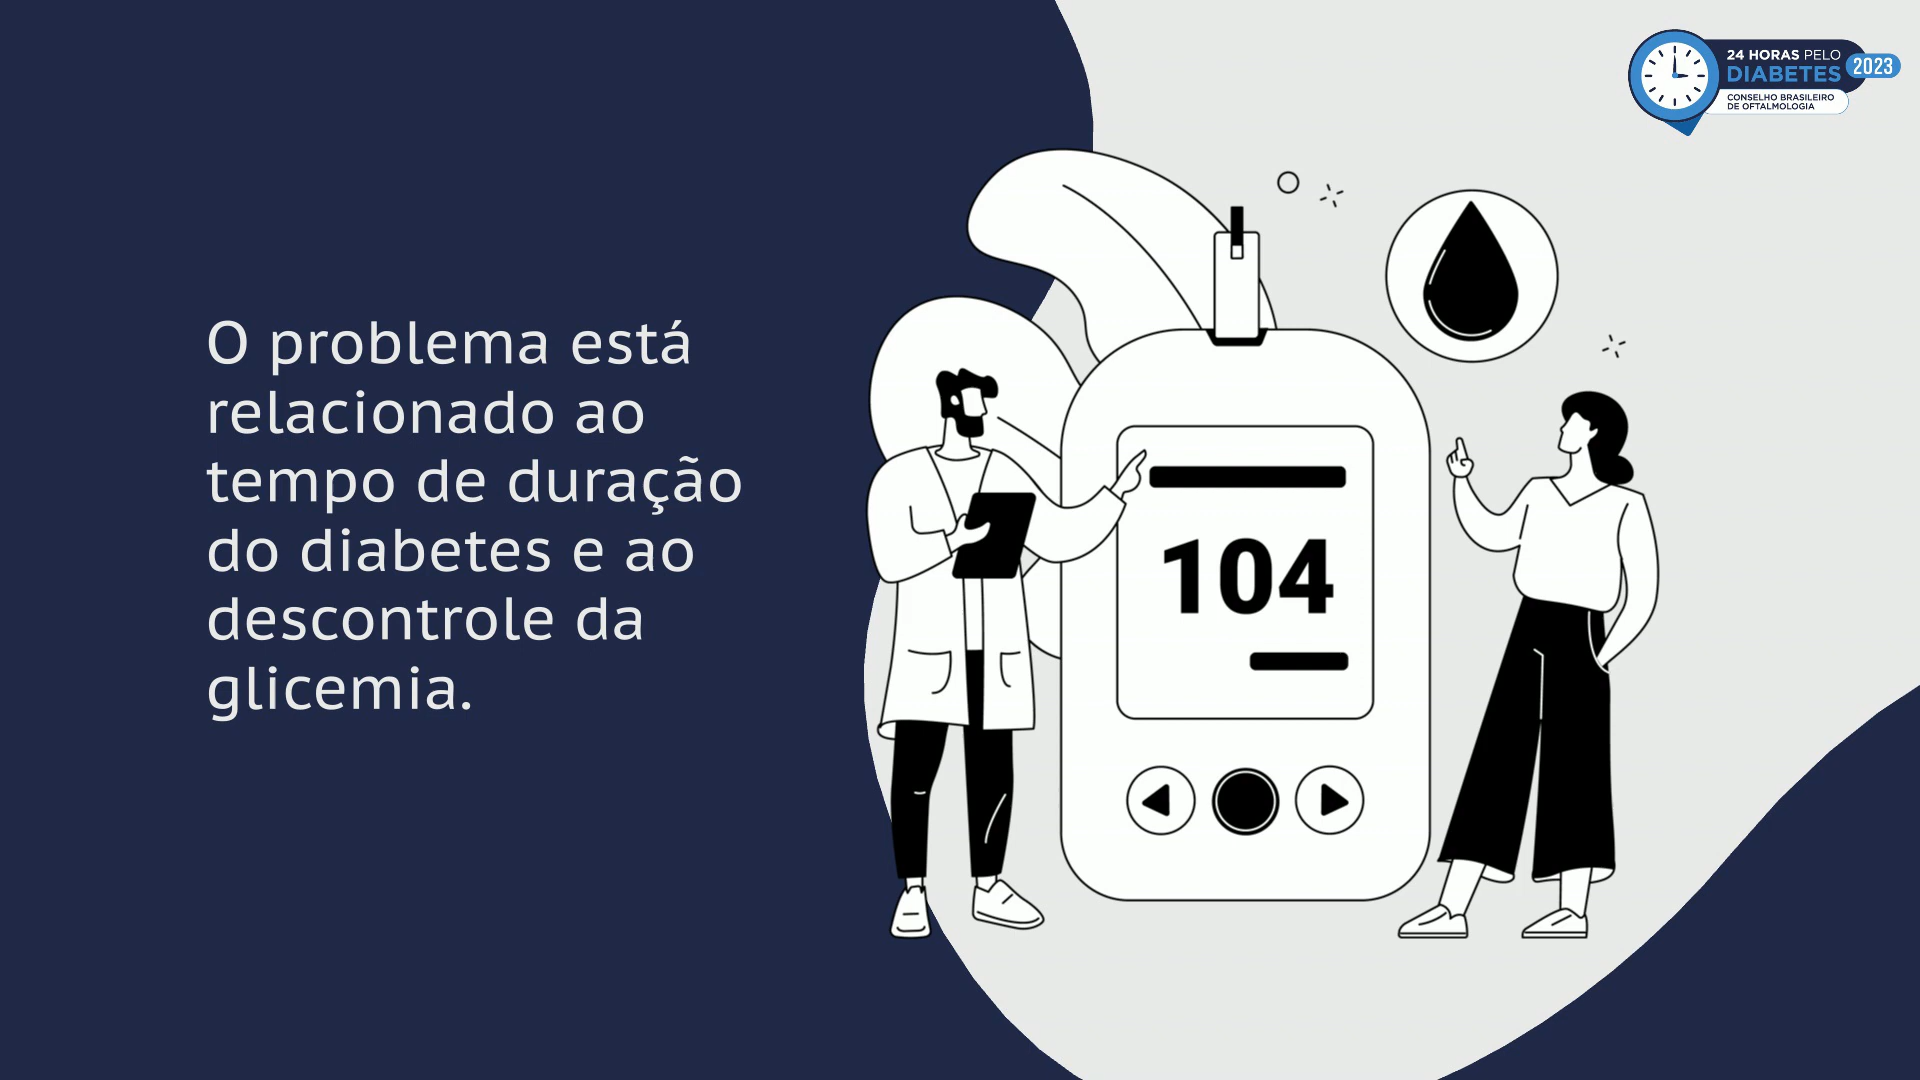 24 HORAS PELO
DIABETES
2023
CONSELHO BRASILEIRO
DE OFTALMOLOGIA
O problema está
relacionado ao
tempo de duração
do diabetes e ao
descontrole da
glicemia.
104